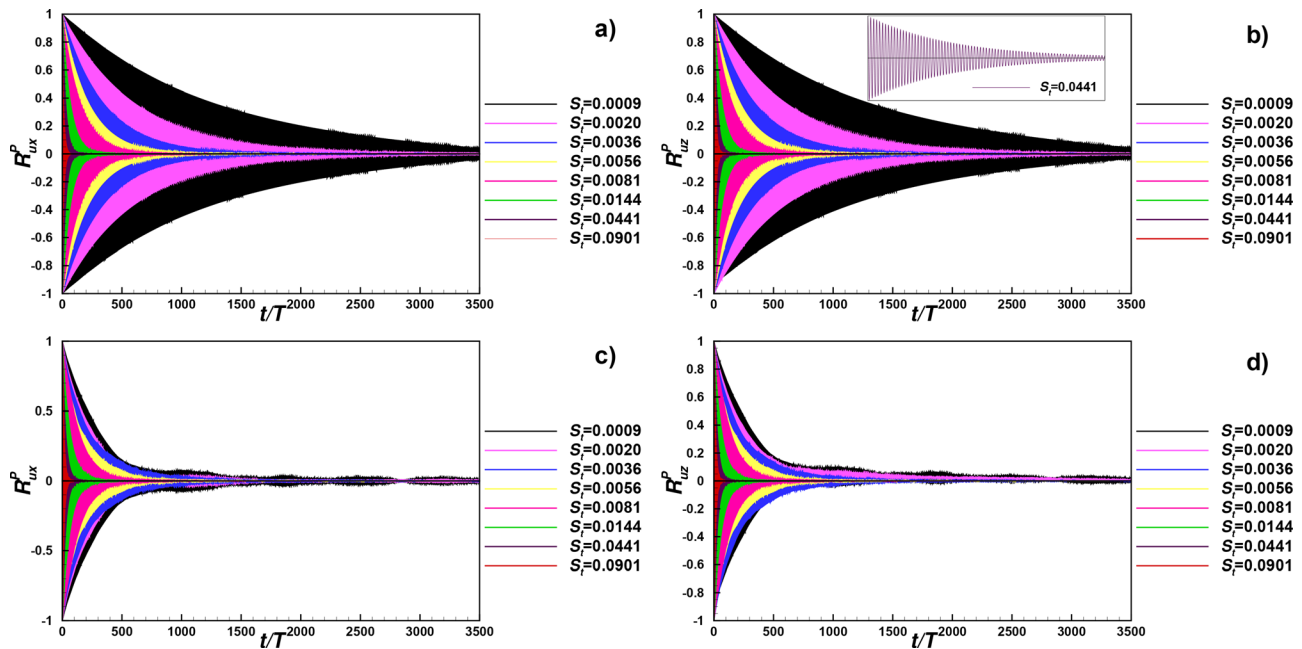 a)
1
0.8
0.6
0.4
0.2
0
-0.2
-0.4
-0.6
-0.8
-1
R^P_ux
0
500
1000
1500
2000
2500
3000
3500
t/T
S_t=0.0009
S_t=0.0020
S_t=0.0036
S_t=0.0056
S_t=0.0081
S_t=0.0144
S_t=0.0441
S_t=0.0901
b)
1
0.8
0.6
0.4
0.2
0
-0.2
-0.4
-0.6
-0.8
-1
R^P_uz
S_t=0.0441
0
500
1000
1500
2000
2500
3000
3500
t/T
S_t=0.0009
S_t=0.0020
S_t=0.0036
S_t=0.0056
S_t=0.0081
S_t=0.0144
S_t=0.0441
S_t=0.0901
c)
1
0.5
0
-0.5
-1
R^P_ux
0
500
1000
1500
2000
2500
3000
3500
t/T
S_t=0.0009
S_t=0.0020
S_t=0.0036
S_t=0.0056
S_t=0.0081
S_t=0.0144
S_t=0.0441
S_t=0.0901
d)
1
0.8
0.6
0.4
0.2
0
-0.2
-0.4
-0.6
-0.8
-1
R^P_uz
0
500
1000
1500
2000
2500
3000
3500
t/T
S_t=0.0009
S_t=0.0020
S_t=0.0036
S_t=0.0056
S_t=0.0081
S_t=0.0144
S_t=0.0441
S_t=0.0901